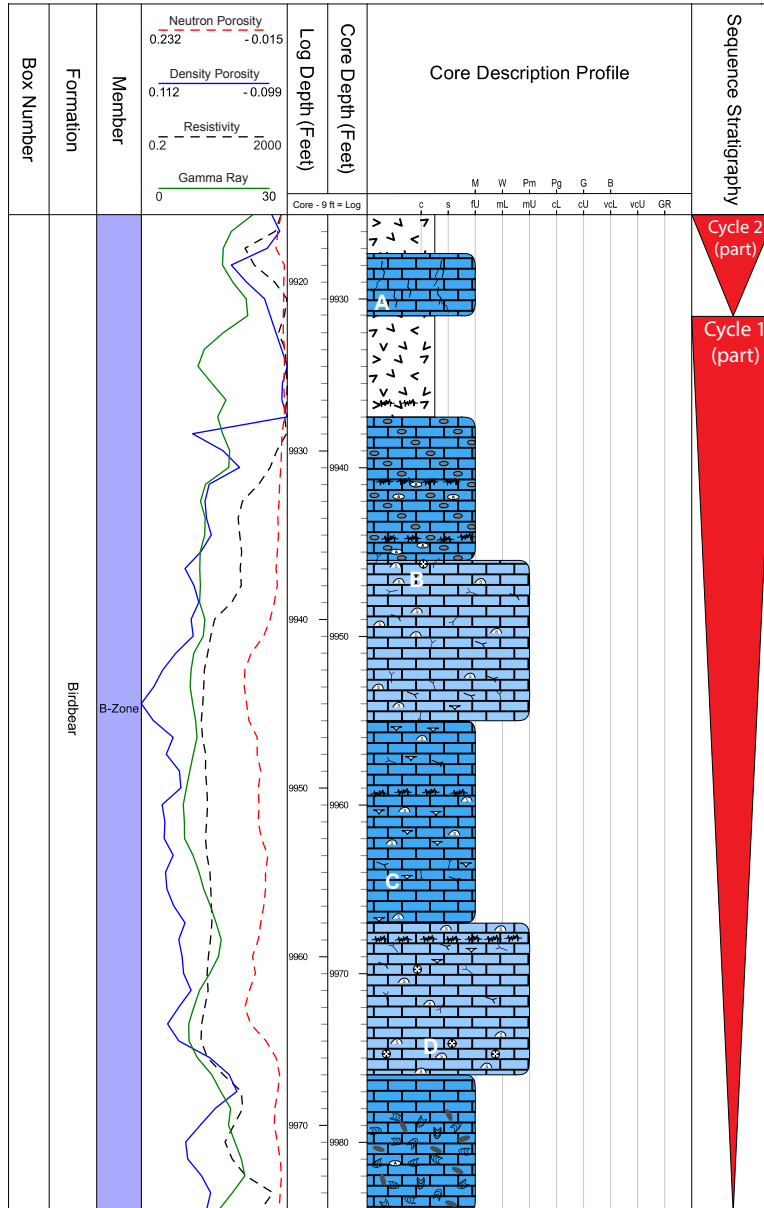 Box Number
Formation
Member
Neutron Porosity
0.232 -0.015
Density Porosity
0.112 -0.099
Resistivity
0.2 2000
Gamma Ray
0 30
Log Depth (Feet)
Core Depth (Feet)
Core - 9 ft = Log
Core Description Profile
M W Pm Pg G B
c s fU mL mU cL cU vcL vcU GR
Sequence Stratigraphy
Cycle 2
(part)
9920
9930
A
Cycle 1
(part)
9930
9940
B
9940
9950
Birdbear
B-Zone
9950
9960
C
9960
9970
D
9970
9980